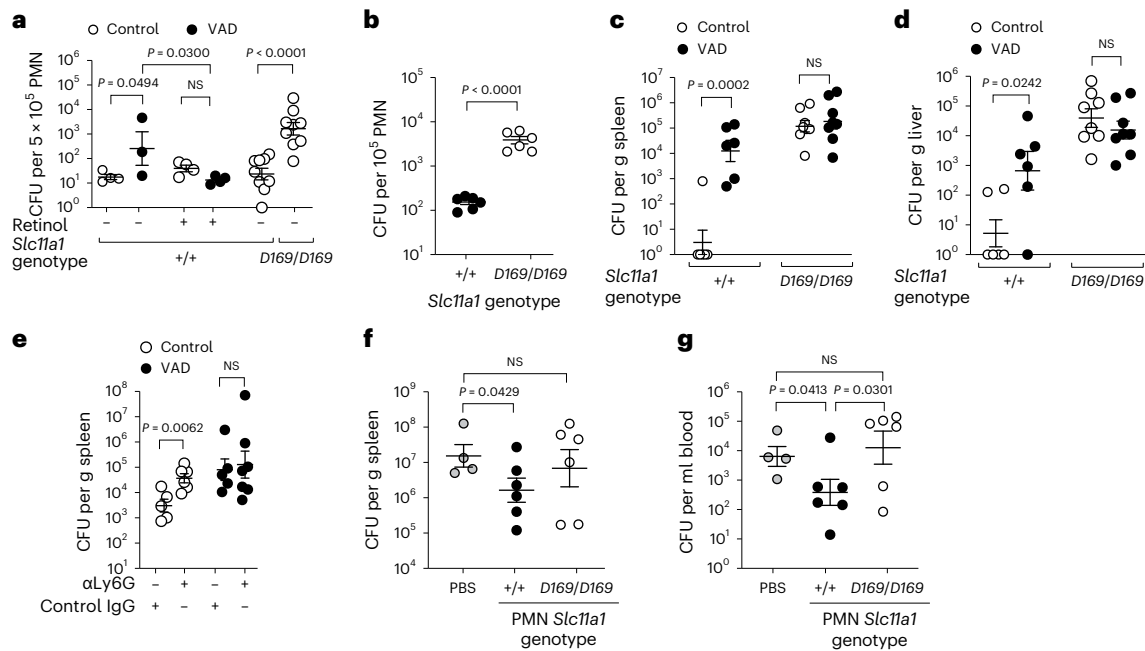 a
Control
VAD
CFU per 5 × 10⁵ PMN
10⁶
10⁵
10⁴
10³
10²
10¹
10⁰
P = 0.0494
P = 0.0300
NS
P < 0.0001
Retinol
–
–
+
+
–
–
Slc11a1
genotype
+/+
D169/D169
b
CFU per 10⁵ PMN
10⁵
10⁴
10³
10²
10¹
P < 0.0001
+/+
D169/D169
Slc11a1 genotype
c
Control
VAD
CFU per g spleen
10⁷
10⁶
10⁵
10⁴
10³
10²
10¹
10⁰
P = 0.0002
NS
Slc11a1
genotype
+/+
D169/D169
d
Control
VAD
CFU per g liver
10⁶
10⁵
10⁴
10³
10²
10¹
10⁰
P = 0.0242
NS
Slc11a1
genotype
+/+
D169/D169
e
Control
VAD
CFU per g spleen
10⁸
10⁷
10⁶
10⁵
10⁴
10³
10²
10¹
P = 0.0062
NS
αLy6G
–
+
–
+
Control IgG
+
–
+
–
f
CFU per g spleen
10⁹
10⁸
10⁷
10⁶
10⁵
10⁴
NS
P = 0.0429
PBS
+/+
D169/D169
PMN Slc11a1
genotype
g
CFU per ml blood
10⁶
10⁵
10⁴
10³
10²
10¹
10⁰
NS
P = 0.0413
P = 0.0301
PBS
+/+
D169/D169
PMN Slc11a1
genotype